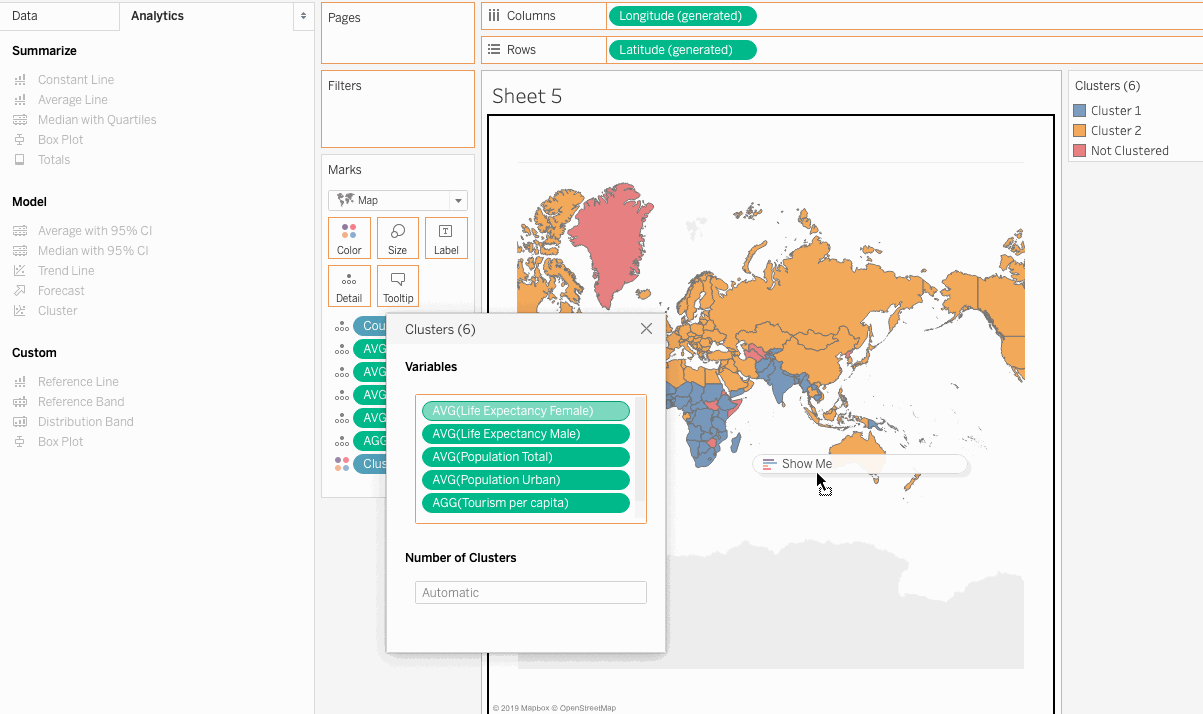 Data
Analytics
Summarize
Constant Line
Average Line
Median with Quartiles
Box Plot
Totals
Model
Average with 95% CI
Median with 95% CI
Trend Line
Forecast
Cluster
Custom
Reference Line
Reference Band
Distribution Band
Box Plot
Pages
Filters
Marks
Map
Color
Size
Label
Detail
Tooltip
Cou
AVG
AVG
AVG
AVG
AGG
Clus
Columns
Longitude (generated)
Rows
Latitude (generated)
Sheet 5
Clusters (6)
Variables
AVG(Life Expectancy Female)
AVG(Life Expectancy Male)
AVG(Population Total)
AVG(Population Urban)
AGG(Tourism per capita)
Number of Clusters
Automatic
Show Me
© 2019 Mapbox © OpenStreetMap
Clusters (6)
Cluster 1
Cluster 2
Not Clustered